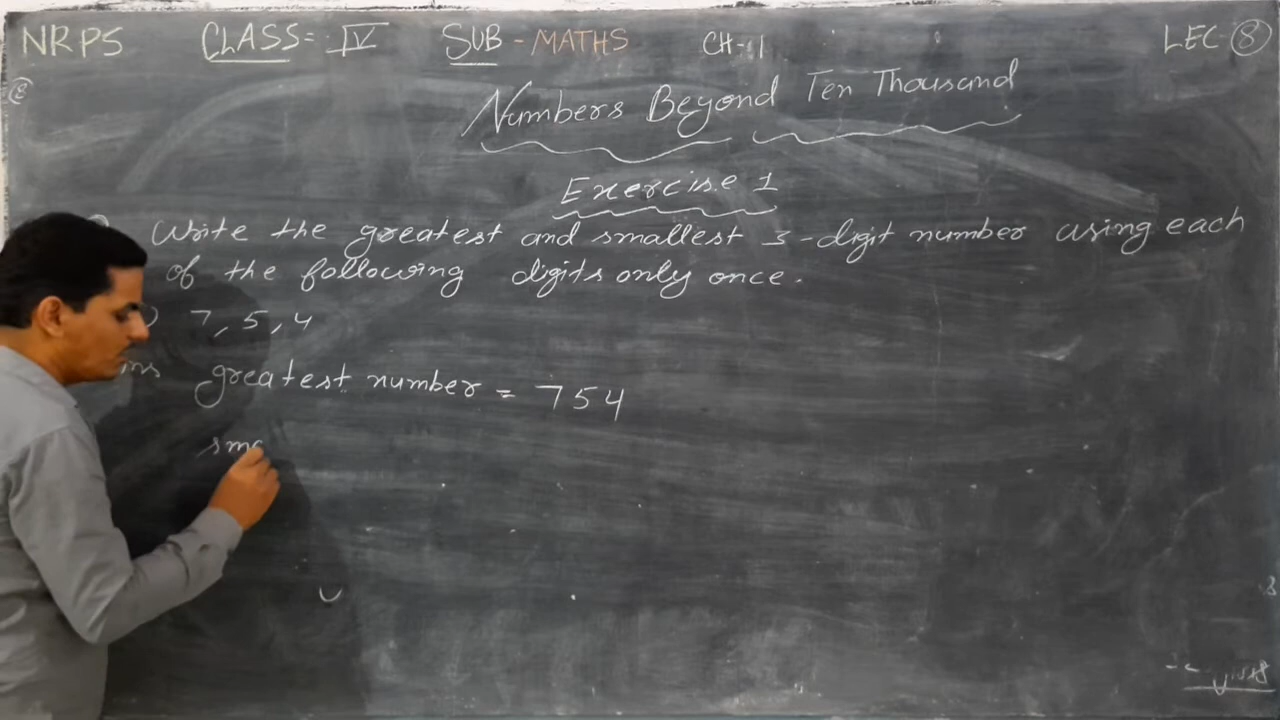 NRPS CLASS= IV SUB - MATHS CH-1 LEC 8
Numbers Beyond Ten Thousand
Exercise 1
Write the greatest and smallest 3-digit number using each
of the following digits only once.
7, 5, 4
greatest number = 754
sma